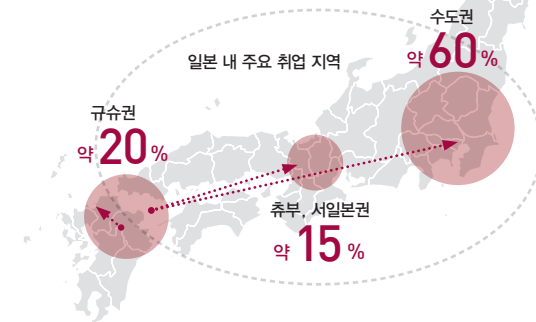 수도권
약 60%
일본 내 주요 취업 지역
규슈권
약 20%
츄부, 서일본권
약 15%